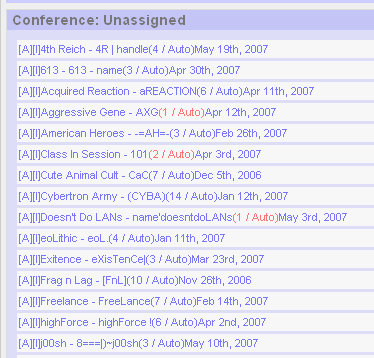 Conference: Unassigned
[A][I]4th Reich - 4R | handle(4 / Auto)May 19th, 2007
[A][I]613 - 613 - name(3 / Auto)Apr 30th, 2007
[A][I]Acquired Reaction - aREACTION(6 / Auto)Apr 11th, 2007
[A][I]Aggressive Gene - AXG(1 / Auto)Apr 12th, 2007
[A][I]American Heroes - -=AH=-(3 / Auto)Feb 26th, 2007
[A][I]Class In Session - 101(2 / Auto)Apr 3rd, 2007
[A][I]Cute Animal Cult - CaC(7 / Auto)Dec 5th, 2006
[A][I]Cybertron Army - (CYBA)(14 / Auto)Jan 12th, 2007
[A][I]Doesn't Do LANs - name'doesntdoLANs(1 / Auto)May 3rd, 2007
[A][I]eoLithic - eoL.(4 / Auto)Jan 11th, 2007
[A][I]Exitence - eXisTenCe|(3 / Auto)Mar 23rd, 2007
[A][I]Frag n Lag - [FnL](10 / Auto)Nov 26th, 2006
[A][I]Freelance - FreeLance(7 / Auto)Feb 14th, 2007
[A][I]highForce - highForce !(6 / Auto)Apr 2nd, 2007
[A][I]j00sh - 8===|)~j00sh(3 / Auto)May 10th, 2007